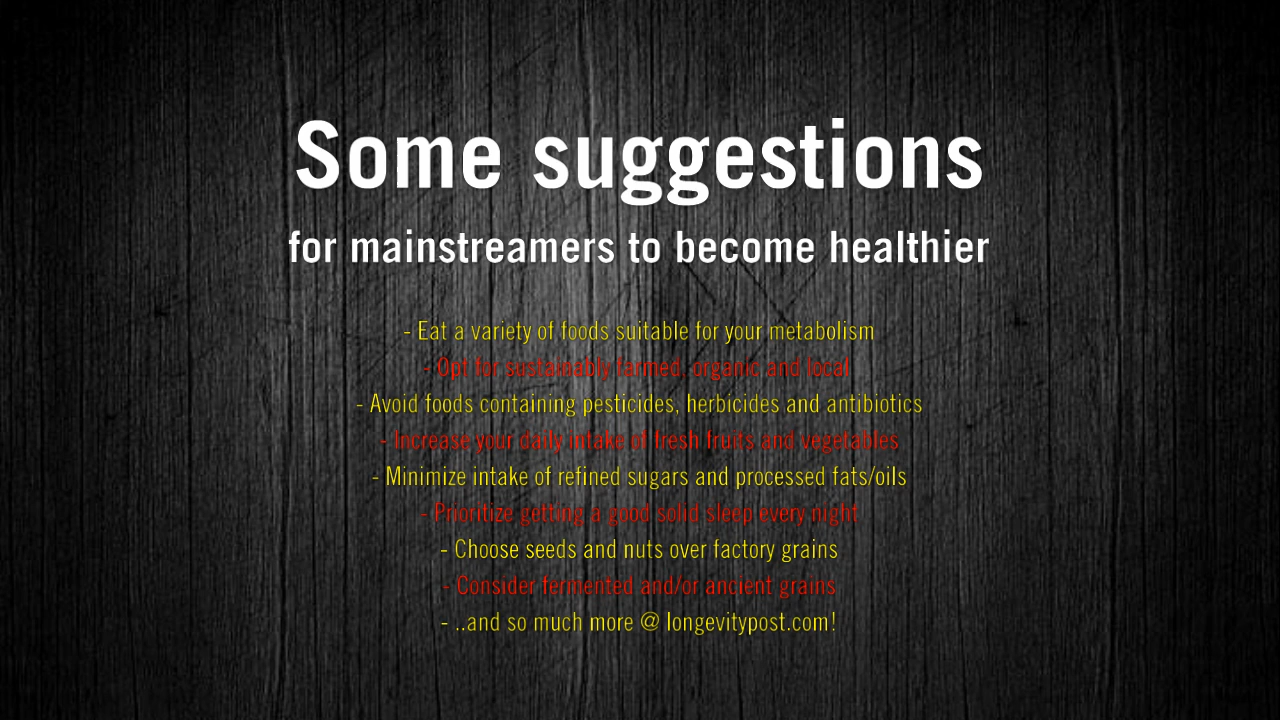 Some suggestions
for mainstreamers to become healthier
- Eat a variety of foods suitable for your metabolism
- Opt for sustainably farmed, organic and local
- Avoid foods containing pesticides, herbicides and antibiotics
- Increase your daily intake of fresh fruits and vegetables
- Minimize intake of refined sugars and processed fats/oils
- Prioritize getting a good solid sleep every night
- Choose seeds and nuts over factory grains
- Consider fermented and/or ancient grains
- ..and so much more @ longevitypost.com!